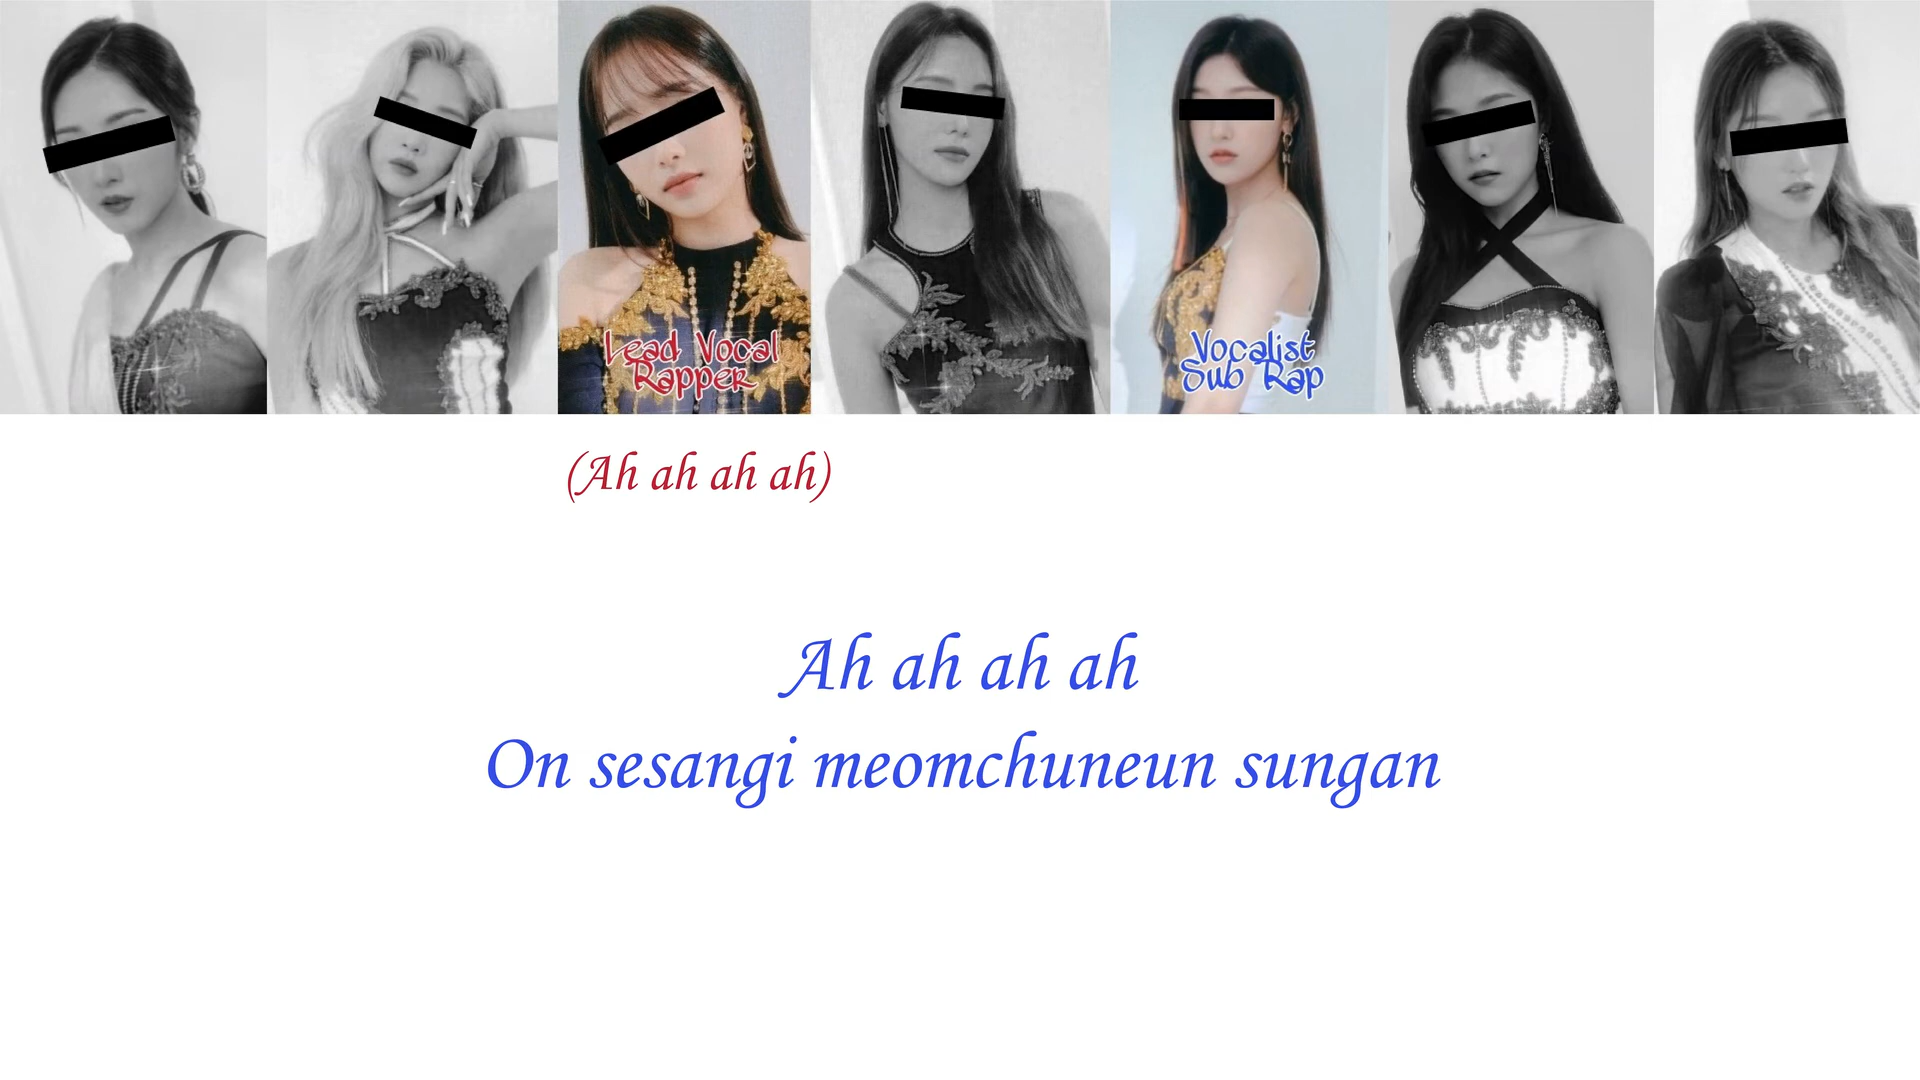 Lead Vocal
Rapper
Vocalist
Sub Rap
(Ah ah ah ah)
Ah ah ah ah
On sesangi meomchuneun sungan